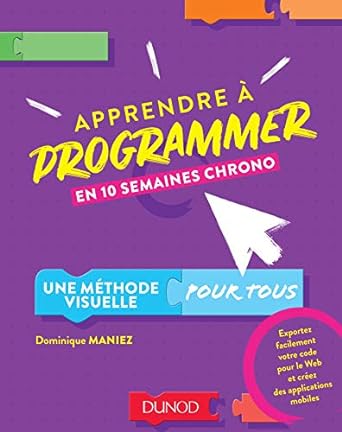 APPRENDRE À
PROGRAMMER
EN 10 SEMAINES CHRONO
UNE MÉTHODE
VISUELLE
POUR TOUS
Dominique MANIEZ
Exportez
facilement
votre code
pour le Web
et créez
des applications
mobiles
DUNOD